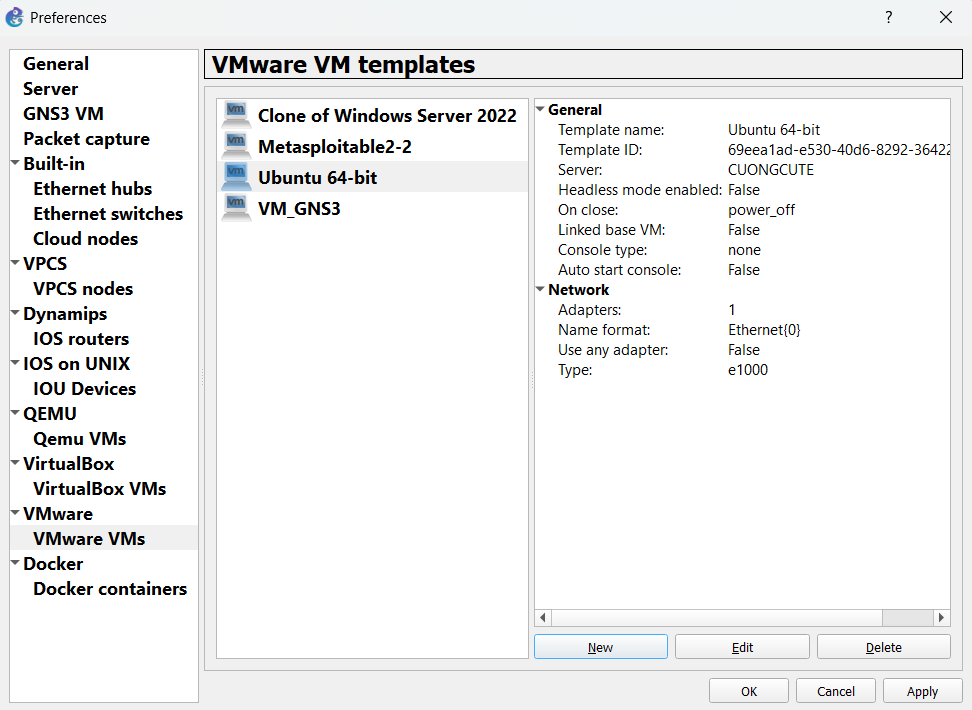 Preferences
?
General
Server
GNS3 VM
Packet capture
Built-in
Ethernet hubs
Ethernet switches
Cloud nodes
VPCS
VPCS nodes
Dynamips
IOS routers
IOS on UNIX
IOU Devices
QEMU
Qemu VMs
VirtualBox
VirtualBox VMs
VMware
VMware VMs
Docker
Docker containers
VMware VM templates
vm Clone of Windows Server 2022
vm Metasploitable2-2
vm Ubuntu 64-bit
vm VM_GNS3
General
Template name: Ubuntu 64-bit
Template ID: 69eea1ad-e530-40d6-8292-36422
Server: CUONGCUTE
Headless mode enabled: False
On close: power_off
Linked base VM: False
Console type: none
Auto start console: False
Network
Adapters: 1
Name format: Ethernet{0}
Use any adapter: False
Type: e1000
New Edit Delete
OK Cancel Apply